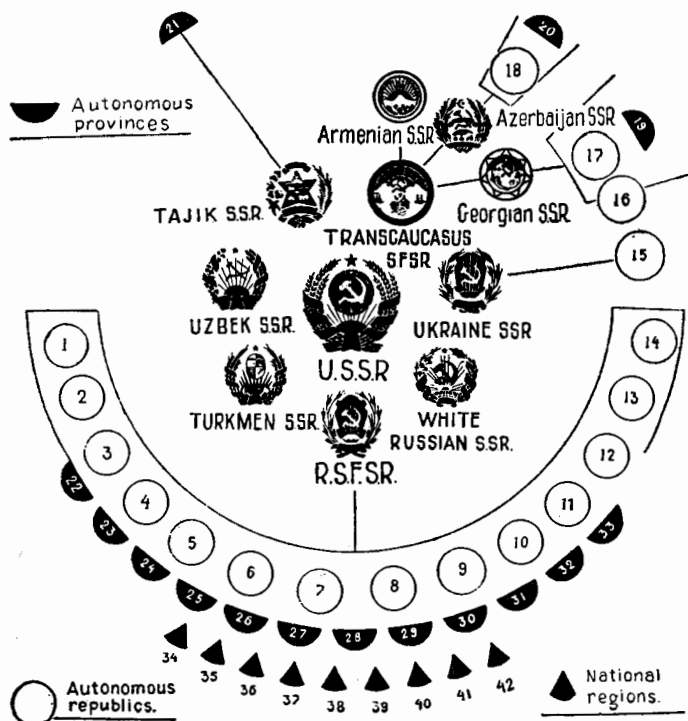 21
20
18
Autonomous
provinces
Armenian S.S.R
Azerbaijan SSR
19
17
TAJIK S.S.R.
Georgian S.S.R.
16
TRANSCAUCASUS
SFSR
15
UZBEK S.S.R.
UKRAINE SSR
U.S.S.R
1
14
2
13
TURKMEN SSR.
WHITE
RUSSIAN S.S.R.
3
12
R.S.F.S.R.
22
4
11
33
23
5
10
32
24
6
9
31
25
7
8
30
26
27
28
29
34
35
36
37
38
39
40
41
42
Autonomous
republics.
National
regions.